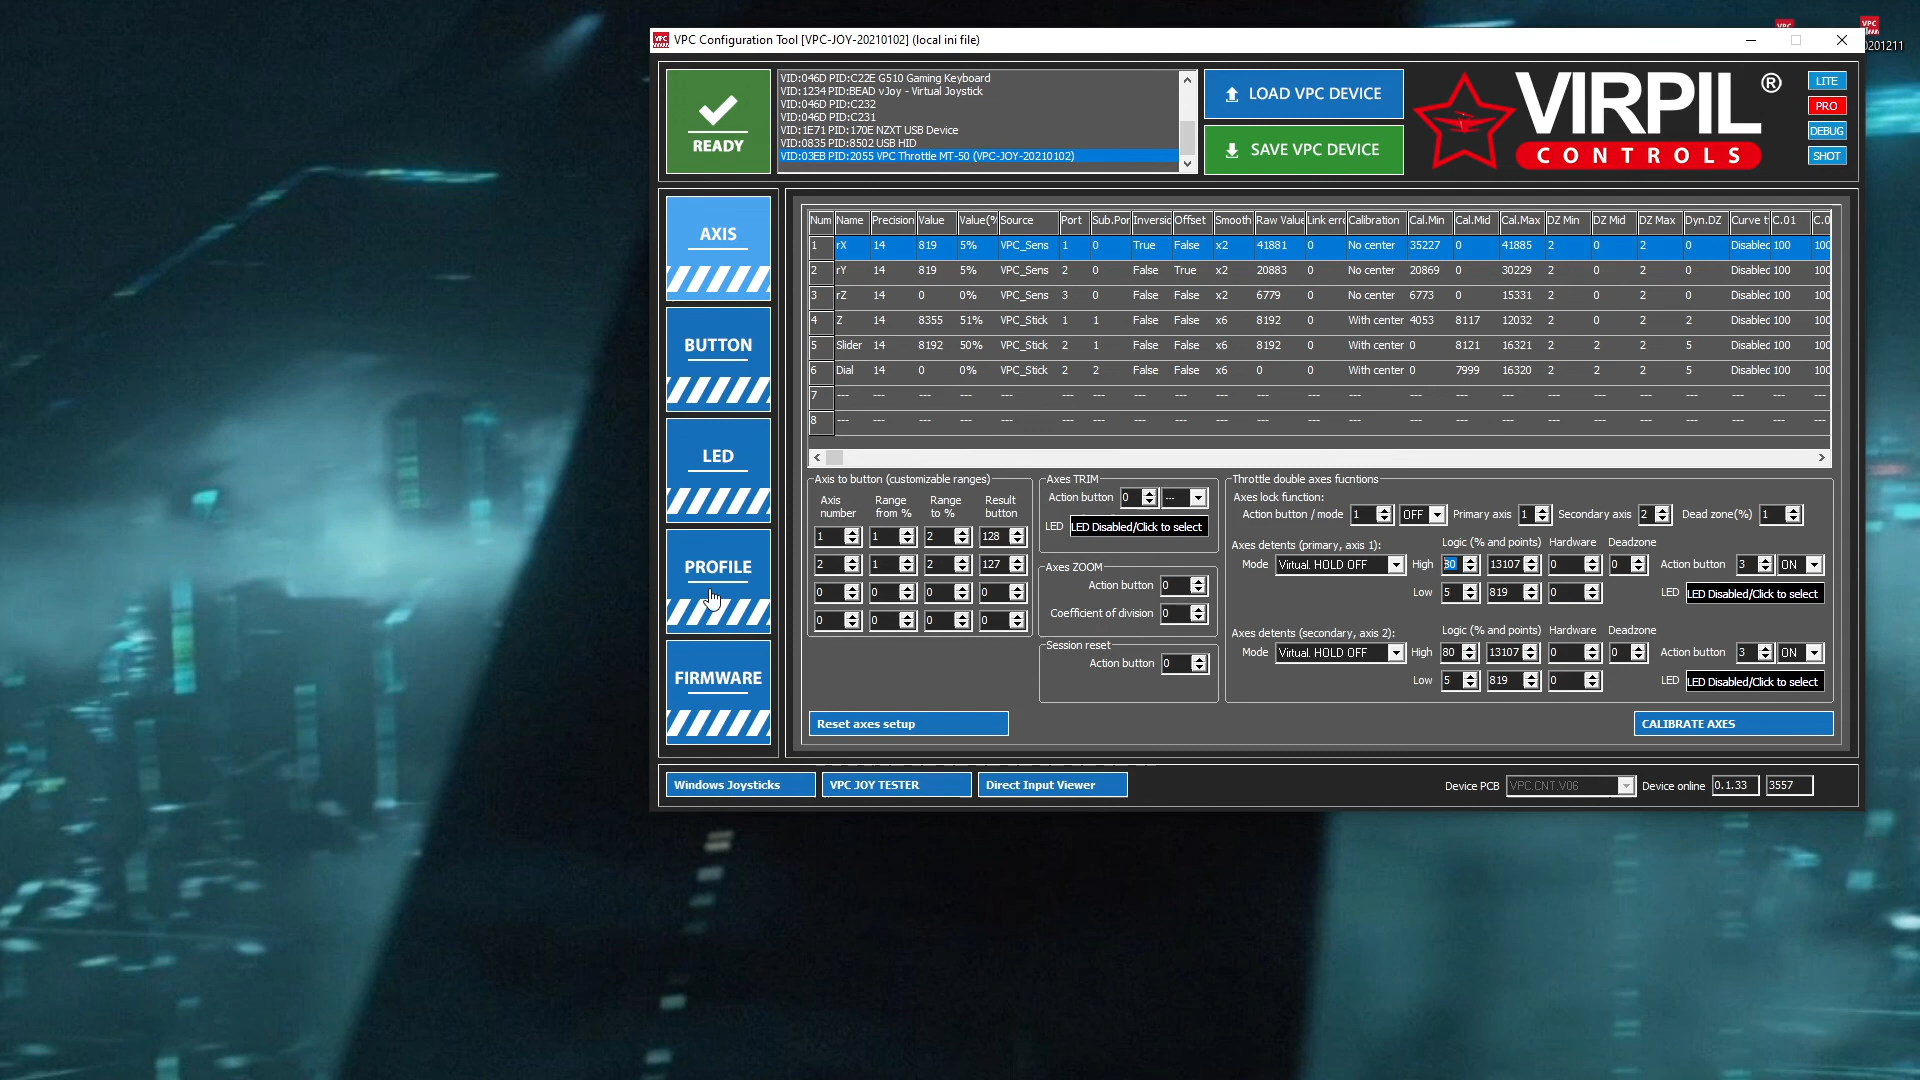 VPC Configuration Tool [VPC-JOY-20210102] (local ini file)
VPC
0201211
READY
VID:046D PID:C22E G510 Gaming Keyboard
VID:1234 PID:BEAD vJoy - Virtual Joystick
VID:046D PID:C232
VID:046D PID:C231
VID:1E71 PID:170E NZXT USB Device
VID:0835 PID:8502 USB HID
VID:03EB PID:2055 VPC Throttle MT-50 (VPC-JOY-20210102)
LOAD VPC DEVICE
SAVE VPC DEVICE
VIRPIL ®
CONTROLS
LITE
PRO
DEBUG
SHOT
AXIS
BUTTON
LED
PROFILE
FIRMWARE
Num Name Precision Value Value(% Source Port Sub.Por Inversic Offset Smooth Raw Value Link erro Calibration Cal.Min Cal.Mid Cal.Max DZ Min DZ Mid DZ Max Dyn.DZ Curve t C.01 C.0
1 rX 14 819 5% VPC_Sens 1 0 True False x2 41881 0 No center 35227 0 41885 2 0 2 0 Disabled 100 100
2 rY 14 819 5% VPC_Sens 2 0 False True x2 20883 0 No center 20869 0 30229 2 0 2 0 Disabled 100 100
3 rZ 14 0 0% VPC_Sens 3 0 False False x2 6779 0 No center 6773 0 15331 2 0 2 0 Disabled 100 100
4 Z 14 8355 51% VPC_Stick 1 1 False False x6 8192 0 With center 4053 8117 12032 2 0 2 2 Disabled 100 100
5 Slider 14 8192 50% VPC_Stick 2 1 False False x6 8192 0 With center 0 8121 16321 2 2 2 5 Disabled 100 100
6 Dial 14 0 0% VPC_Stick 2 2 False False x6 0 0 With center 0 7999 16320 2 2 2 5 Disabled 100 100
7 --- --- --- --- --- --- --- --- --- --- --- --- --- --- --- --- --- --- --- --- --- --- ---
8 --- --- --- --- --- --- --- --- --- --- --- --- --- --- --- --- --- --- --- --- --- --- ---
Axis to button (customizable ranges)
Axis number Range from % Range to % Result button
1 1 2 128
2 1 2 127
0 0 0 0
0 0 0 0
Axes TRIM
Action button 0 ---
LED LED Disabled/Click to select
Axes ZOOM
Action button 0
Coefficient of division 0
Session reset
Action button 0
Throttle double axes fucntions
Axes lock function:
Action button / mode 1 OFF Primary axis 1 Secondary axis 2 Dead zone(%) 1
Axes detents (primary, axis 1): Logic (% and points) Hardware Deadzone
Mode Virtual. HOLD OFF High 80 13107 0 0 Action button 3 ON
Low 5 819 0 LED LED Disabled/Click to select
Axes detents (secondary, axis 2): Logic (% and points) Hardware Deadzone
Mode Virtual. HOLD OFF High 80 13107 0 0 Action button 3 ON
Low 5 819 0 LED LED Disabled/Click to select
Reset axes setup
CALIBRATE AXES
Windows Joysticks
VPC JOY TESTER
Direct Input Viewer
Device PCB VPC.CNT.V06 Device online 0.1.33 3557